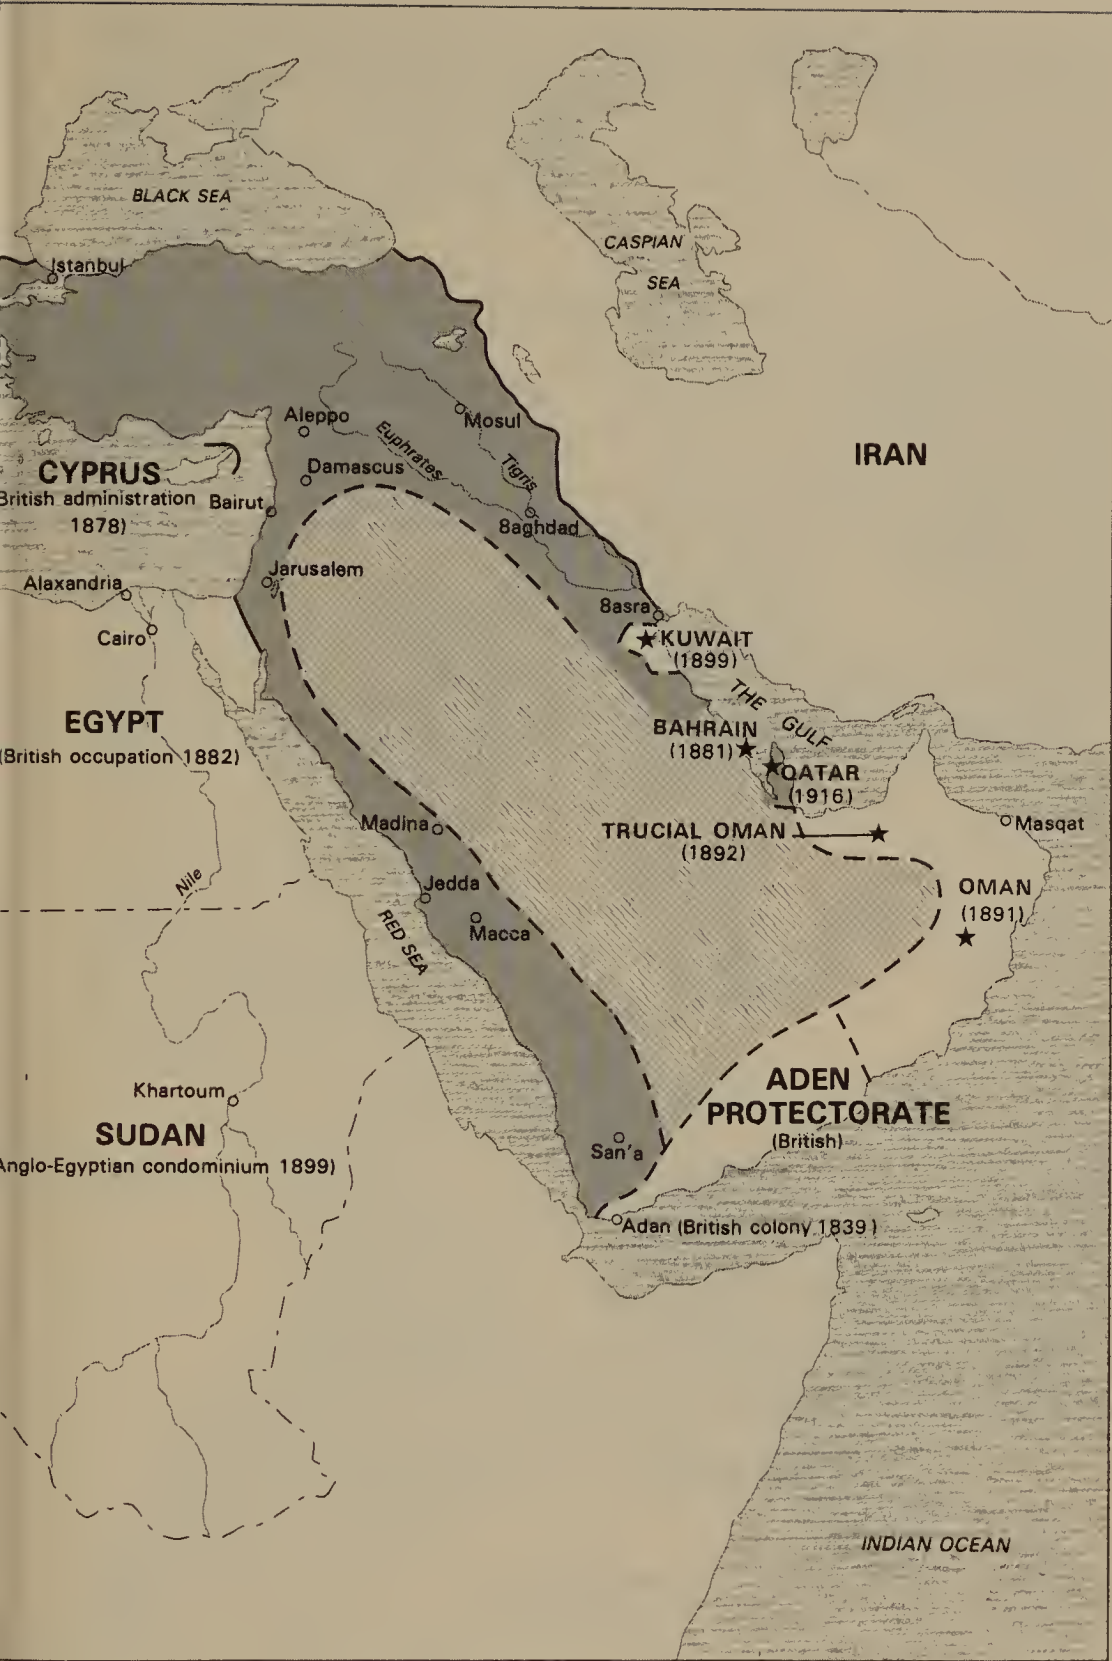 BLACK SEA
CASPIAN
SEA
Istanbul
IRAN
Aleppo
Mosul
Euphrates
Tigris
Damascus
CYPRUS
British administration
1878)
Bairut
Baghdad
Jarusalem
Alaxandria
Basra
Cairo
KUWAIT
(1899)
THE GULF
EGYPT
(British occupation 1882)
BAHRAIN
(1881)
QATAR
(1916)
Madina
TRUCIAL OMAN
(1892)
Masqat
Nile
Jedda
OMAN
(1891)
Macca
RED SEA
Khartoum
ADEN
PROTECTORATE
(British)
SUDAN
Anglo-Egyptian condominium 1899)
San'a
Adan (British colony 1839)
INDIAN OCEAN